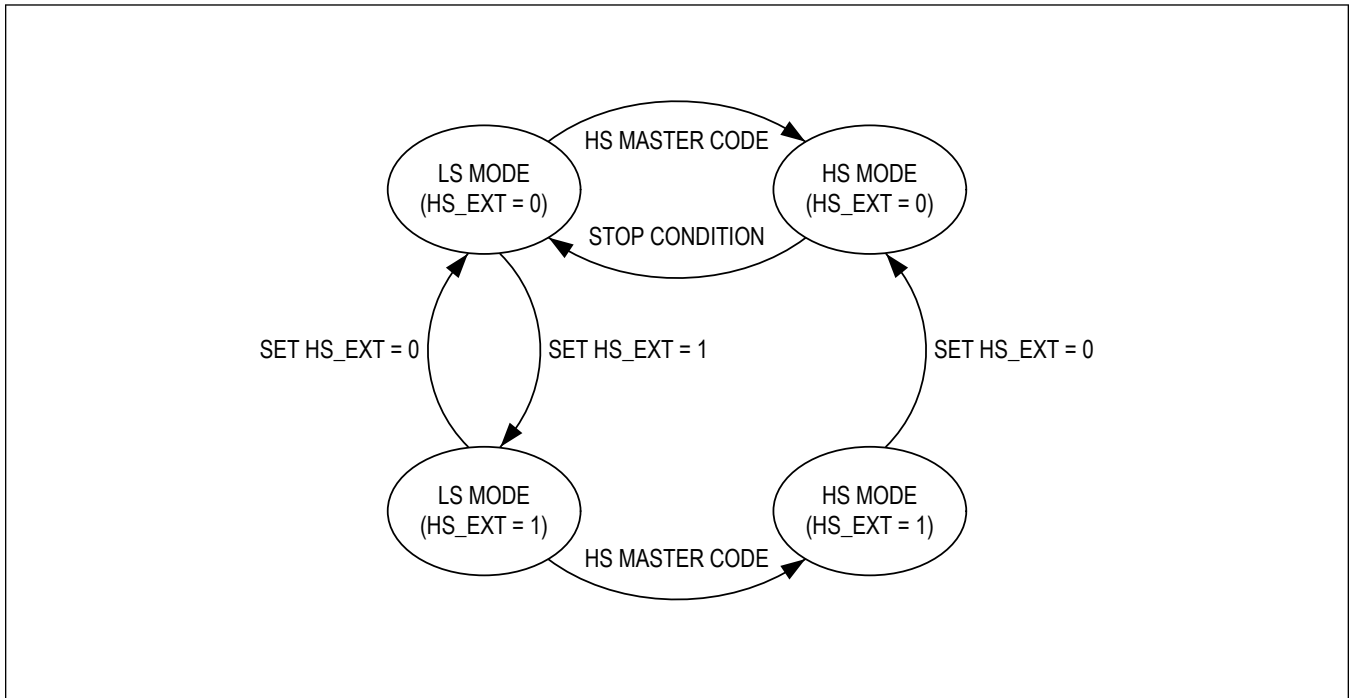 HS MASTER CODE
LS MODE
(HS_EXT = 0)
HS MODE
(HS_EXT = 0)
STOP CONDITION
SET HS_EXT = 0
SET HS_EXT = 1
SET HS_EXT = 0
LS MODE
(HS_EXT = 1)
HS MODE
(HS_EXT = 1)
HS MASTER CODE